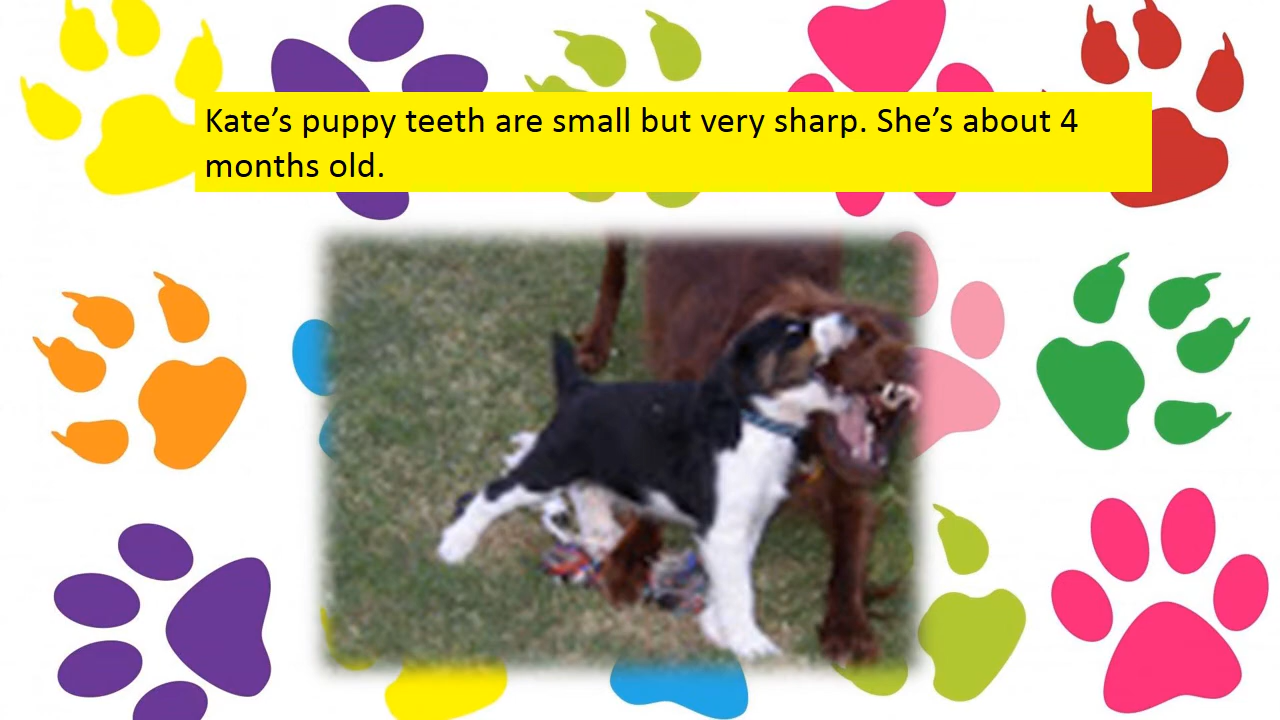 Kate’s puppy teeth are small but very sharp. She’s about 4
months old.